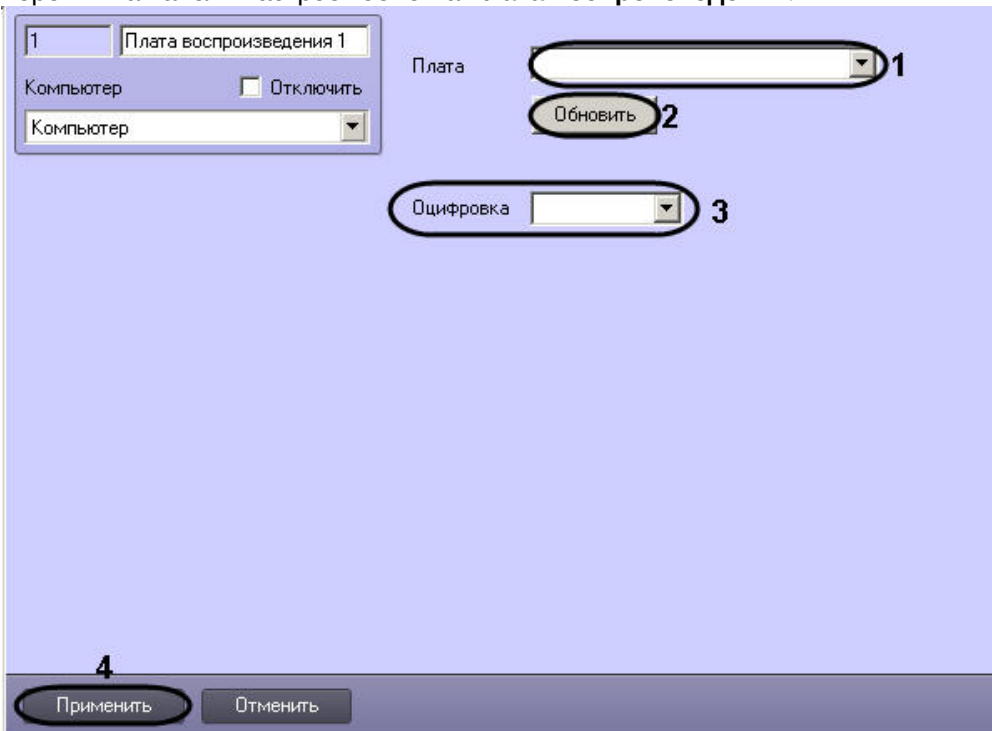 1 Плата воспроизведения 1
Компьютер Отключить
Компьютер
Плата 1
Обновить 2
Оцифровка 3
4
Применить Отменить